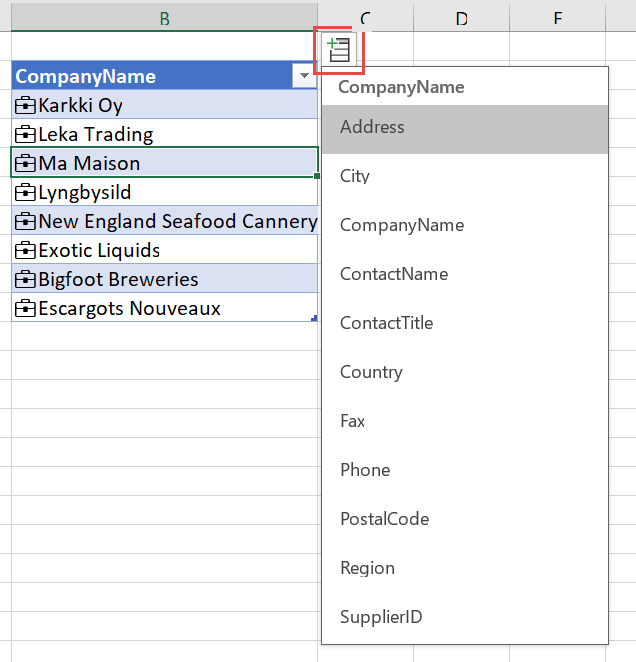 B C D E
CompanyName
Karkki Oy
Leka Trading
Ma Maison
Lyngbysild
New England Seafood Cannery
Exotic Liquids
Bigfoot Breweries
Escargots Nouveaux
CompanyName
Address
City
CompanyName
ContactName
ContactTitle
Country
Fax
Phone
PostalCode
Region
SupplierID